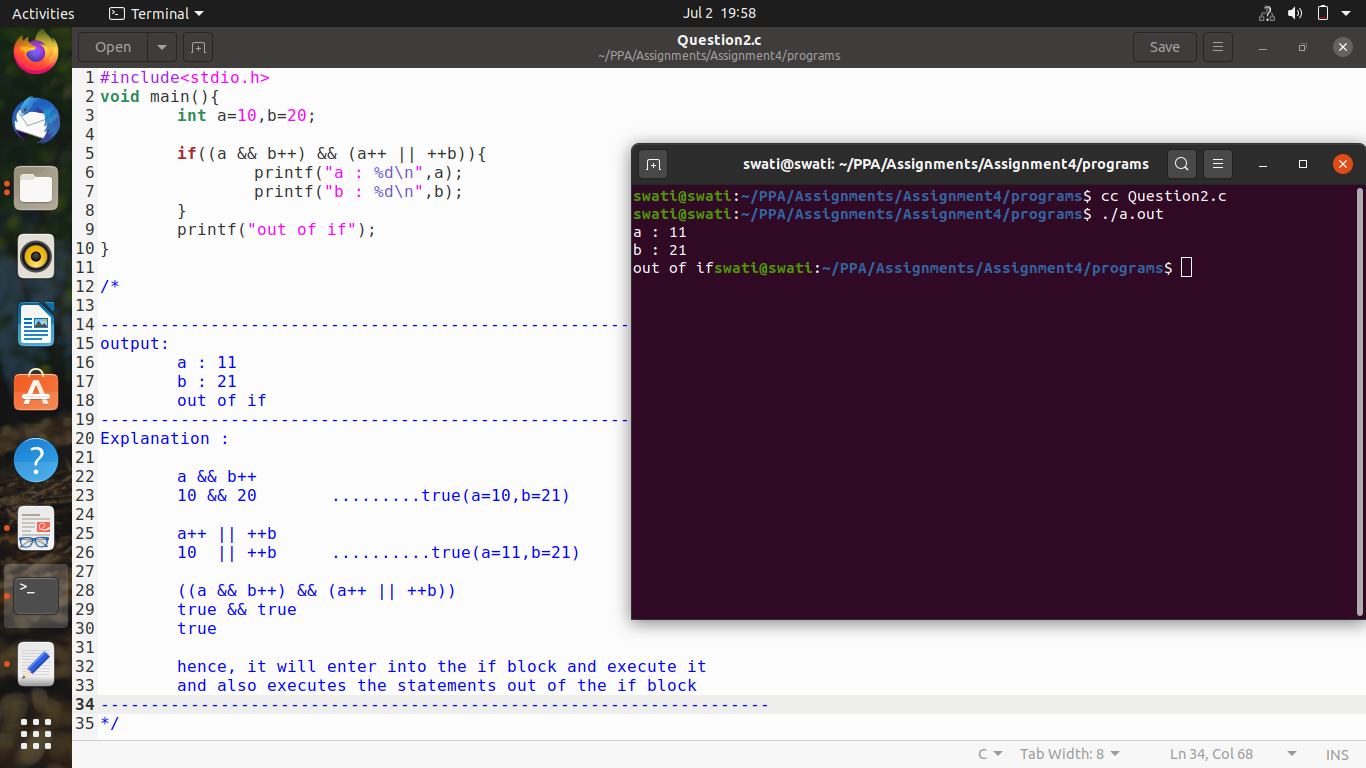 Activities Terminal Jul 2 19:58
Open Question2.c Save
~/PPA/Assignments/Assignment4/programs
1 #include<stdio.h>
2 void main(){
3 int a=10,b=20;
4
5 if((a && b++) && (a++ || ++b)){
6 printf("a : %d\n",a);
7 printf("b : %d\n",b);
8 }
9 printf("out of if");
10 }
11
12 /*
13
14 -----------------------------------------------------
15 output:
16 a : 11
17 b : 21
18 out of if
19 -----------------------------------------------------
20 Explanation :
21
22 a && b++
23 10 && 20 .........true(a=10,b=21)
24
25 a++ || ++b
26 10 || ++b ..........true(a=11,b=21)
27
28 ((a && b++) && (a++ || ++b))
29 true && true
30 true
31
32 hence, it will enter into the if block and execute it
33 and also executes the statements out of the if block
34 -------------------------------------------------------------------
35 */
C Tab Width: 8 Ln 34, Col 68 INS
swati@swati: ~/PPA/Assignments/Assignment4/programs
swati@swati:~/PPA/Assignments/Assignment4/programs$ cc Question2.c
swati@swati:~/PPA/Assignments/Assignment4/programs$ ./a.out
a : 11
b : 21
out of ifswati@swati:~/PPA/Assignments/Assignment4/programs$